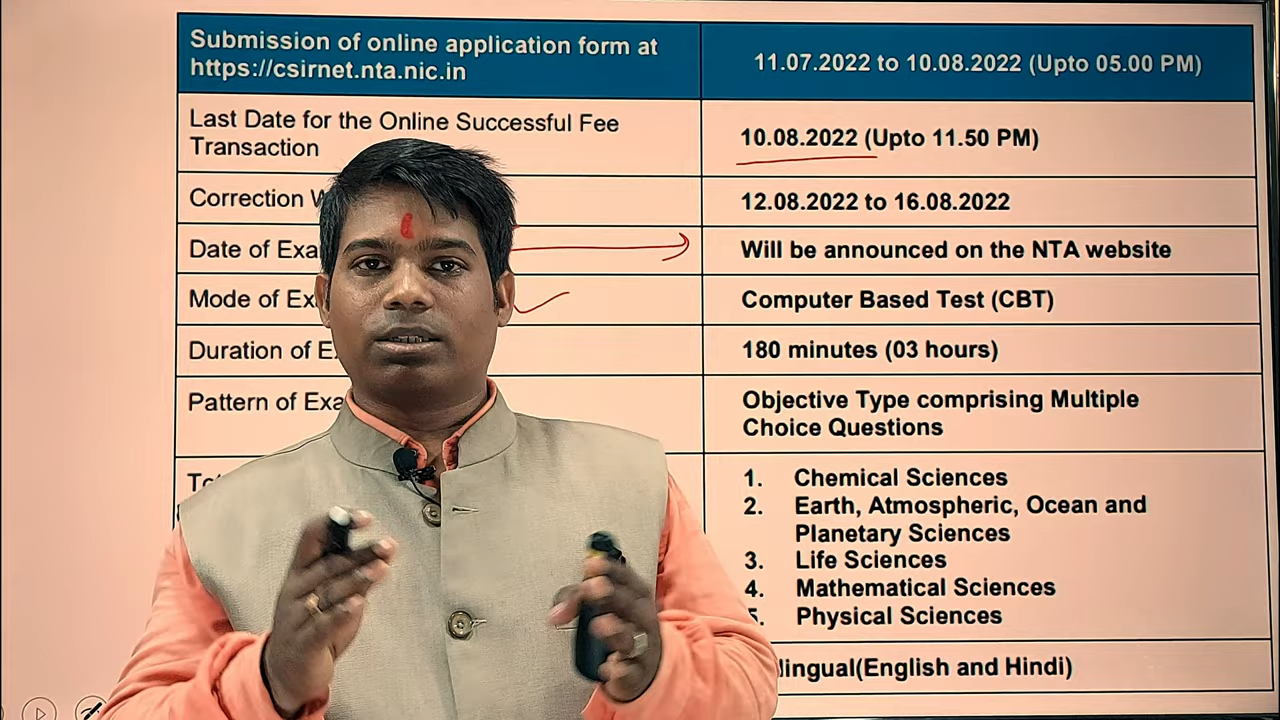 Submission of online application form at
https://csirnet.nta.nic.in
11.07.2022 to 10.08.2022 (Upto 05.00 PM)
Last Date for the Online Successful Fee
Transaction
10.08.2022 (Upto 11.50 PM)
Correction
12.08.2022 to 16.08.2022
Date of
Will be announced on the NTA website
Mode of
Computer Based Test (CBT)
Duration of
180 minutes (03 hours)
Pattern of
Objective Type comprising Multiple
Choice Questions
1. Chemical Sciences
2. Earth, Atmospheric, Ocean and
Planetary Sciences
3. Life Sciences
4. Mathematical Sciences
5. Physical Sciences
lingual(English and Hindi)